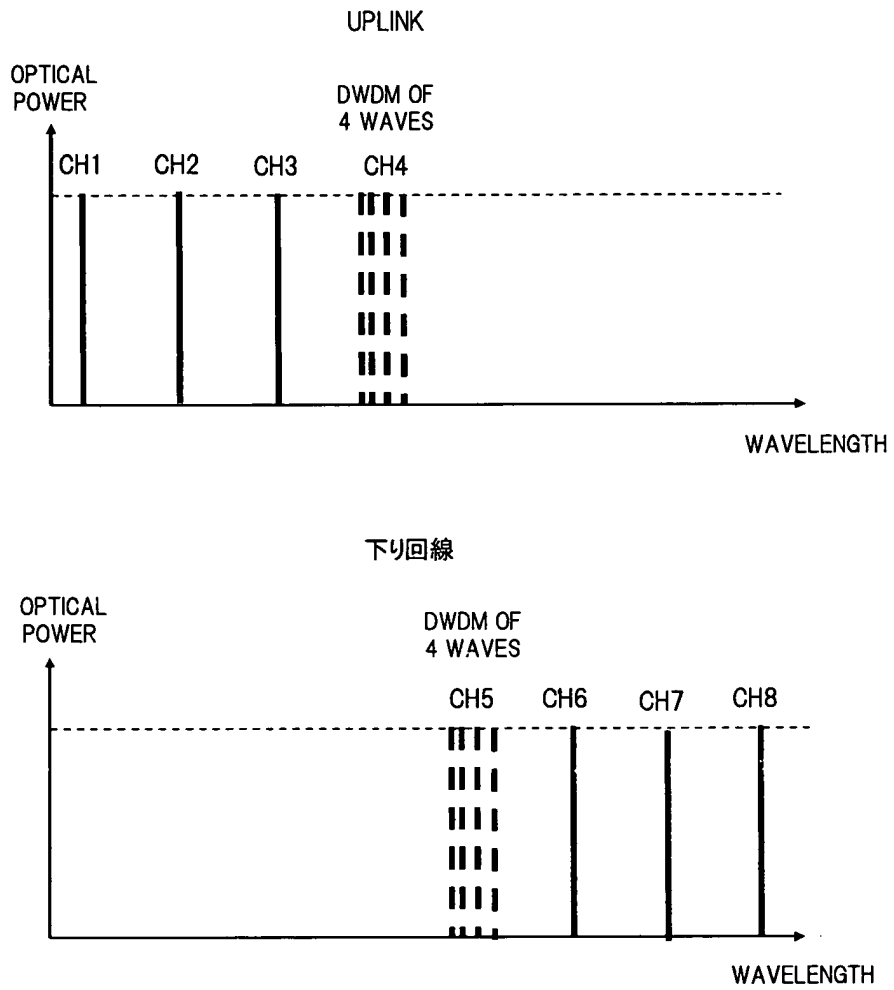 UPLINK
OPTICAL
POWER
DWDM OF
4 WAVES
CH1
CH2
CH3
CH4
WAVELENGTH
下り回線
OPTICAL
POWER
DWDM OF
4 WAVES
CH5
CH6
CH7
CH8
WAVELENGTH